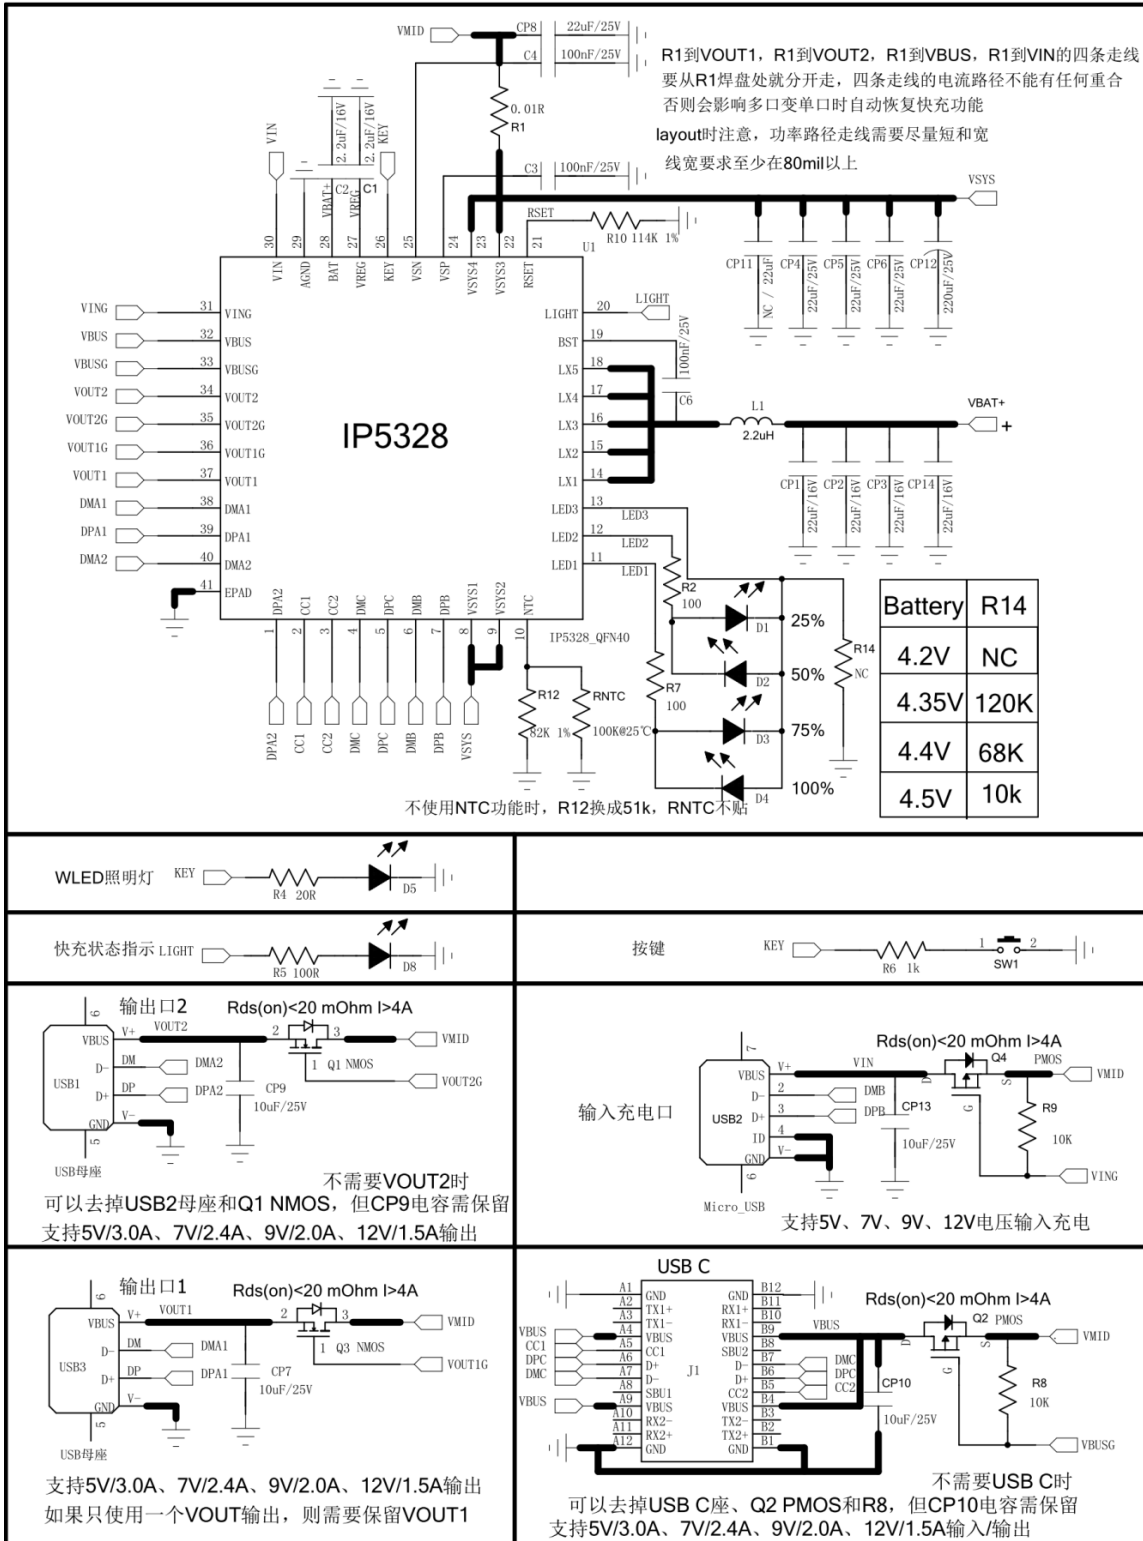 VMID
CP8 22uF/25V
C4 100nF/25V
R1到VOUT1，R1到VOUT2，R1到VBUS，R1到VIN的四条走线
要从R1焊盘处就分开走，四条走线的电流路径不能有任何重合
否则会影响多口变单口时自动恢复快充功能
layout时注意，功率路径走线需要尽量短和宽
线宽要求至少在80mil以上
0.01R
R1
2.2uF/16V
2.2uF/16V
VIN
KEY
C2 C1
VBAT+
VREG
C3 100nF/25V
VSYS
RSET
R10 114K 1%
U1
30 29 28 27 26 25 24 23 22 21
VIN AGND BAT VREG KEY VSN VSP VSYS4 VSYS3 RSET
CP11 NC / 22uF
CP4 22uF/25V
CP5 22uF/25V
CP6 22uF/25V
CP12 220uF/25V
VING 31 VING
VBUS 32 VBUS
VBUSG 33 VBUSG
VOUT2 34 VOUT2
VOUT2G 35 VOUT2G
VOUT1G 36 VOUT1G
VOUT1 37 VOUT1
DMA1 38 DMA1
DPA1 39 DPA1
DMA2 40 DMA2
41 EPAD
IP5328
LIGHT 20 LIGHT
BST 19
LX5 18
LX4 17
LX3 16
LX2 15
LX1 14
LED3 13 LED3
LED2 12 LED2
LED1 11 LED1
100nF/25V
C6
L1
2.2uH
VBAT+
+
CP1 22uF/16V
CP2 22uF/16V
CP3 22uF/16V
CP14 22uF/16V
DPA2 CC1 CC2 DMC DPC DMB DPB VSYS1 VSYS2 NTC
1 2 3 4 5 6 7 8 9 10
IP5328_QFN40
DPA2 CC1 CC2 DMC DPC DMB DPB VSYS
R12
82K 1%
RNTC
100K@25℃
R2
100
R7
100
D1 25%
D2 50%
D3 75%
D4 100%
R14
NC
Battery R14
4.2V NC
4.35V 120K
4.4V 68K
4.5V 10k
不使用NTC功能时，R12换成51k，RNTC不贴
WLED照明灯 KEY
R4 20R D5
快充状态指示 LIGHT
R5 100R D8
按键 KEY
R6 1k
1 2
SW1
输出口2 Rds(on)<20 mOhm I>4A
6
VBUS V+ VOUT2 2 3 VMID
D- DM DMA2
1 Q1 NMOS
USB1
D+ DP DPA2
CP9
10uF/25V
VOUT2G
GND V-
5
USB母座
不需要VOUT2时
可以去掉USB2母座和Q1 NMOS，但CP9电容需保留
支持5V/3.0A、7V/2.4A、9V/2.0A、12V/1.5A输出
输入充电口
7
Rds(on)<20 mOhm I>4A
Q4 PMOS
VBUS V+ VIN D S VMID
G
D- 2 DMB
D+ 3 DPB
ID 4
GND V-
USB2
6
Micro_USB
CP13
10uF/25V
R9
10K
VING
支持5V、7V、9V、12V电压输入充电
输出口1 Rds(on)<20 mOhm I>4A
6
VBUS V+ VOUT1 2 3 VMID
D- DM DMA1
1 Q3 NMOS
USB3
D+ DP DPA1
CP7
10uF/25V
VOUT1G
GND V-
5
USB母座
支持5V/3.0A、7V/2.4A、9V/2.0A、12V/1.5A输出
如果只使用一个VOUT输出，则需要保留VOUT1
USB C
A1 GND GND B12
A2 TX1+ RX1+ B11
A3 TX1- RX1- B10
VBUS A4 VBUS VBUS B9 VBUS
CC1 A5 CC1 SBU2 B8
DPC A6 D+ D- B7 DMC
DMC A7 D- D+ B6 DPC
A8 SBU1 CC2 B5 CC2
VBUS A9 VBUS VBUS B4
A10 RX2- TX2- B3
A11 RX2+ TX2+ B2
A12 GND GND B1
J1
Rds(on)<20 mOhm I>4A
Q2 PMOS
D S VMID
G
CP10
10uF/25V
R8
10K
VBUSG
不需要USB C时
可以去掉USB C座、Q2 PMOS和R8，但CP10电容需保留
支持5V/3.0A、7V/2.4A、9V/2.0A、12V/1.5A输入/输出